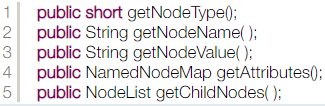 1 public short getNodeType();
2 public String getNodeName( );
3 public String getNodeValue( );
4 public NamedNodeMap getAttributes();
5 public NodeList getChildNodes( );